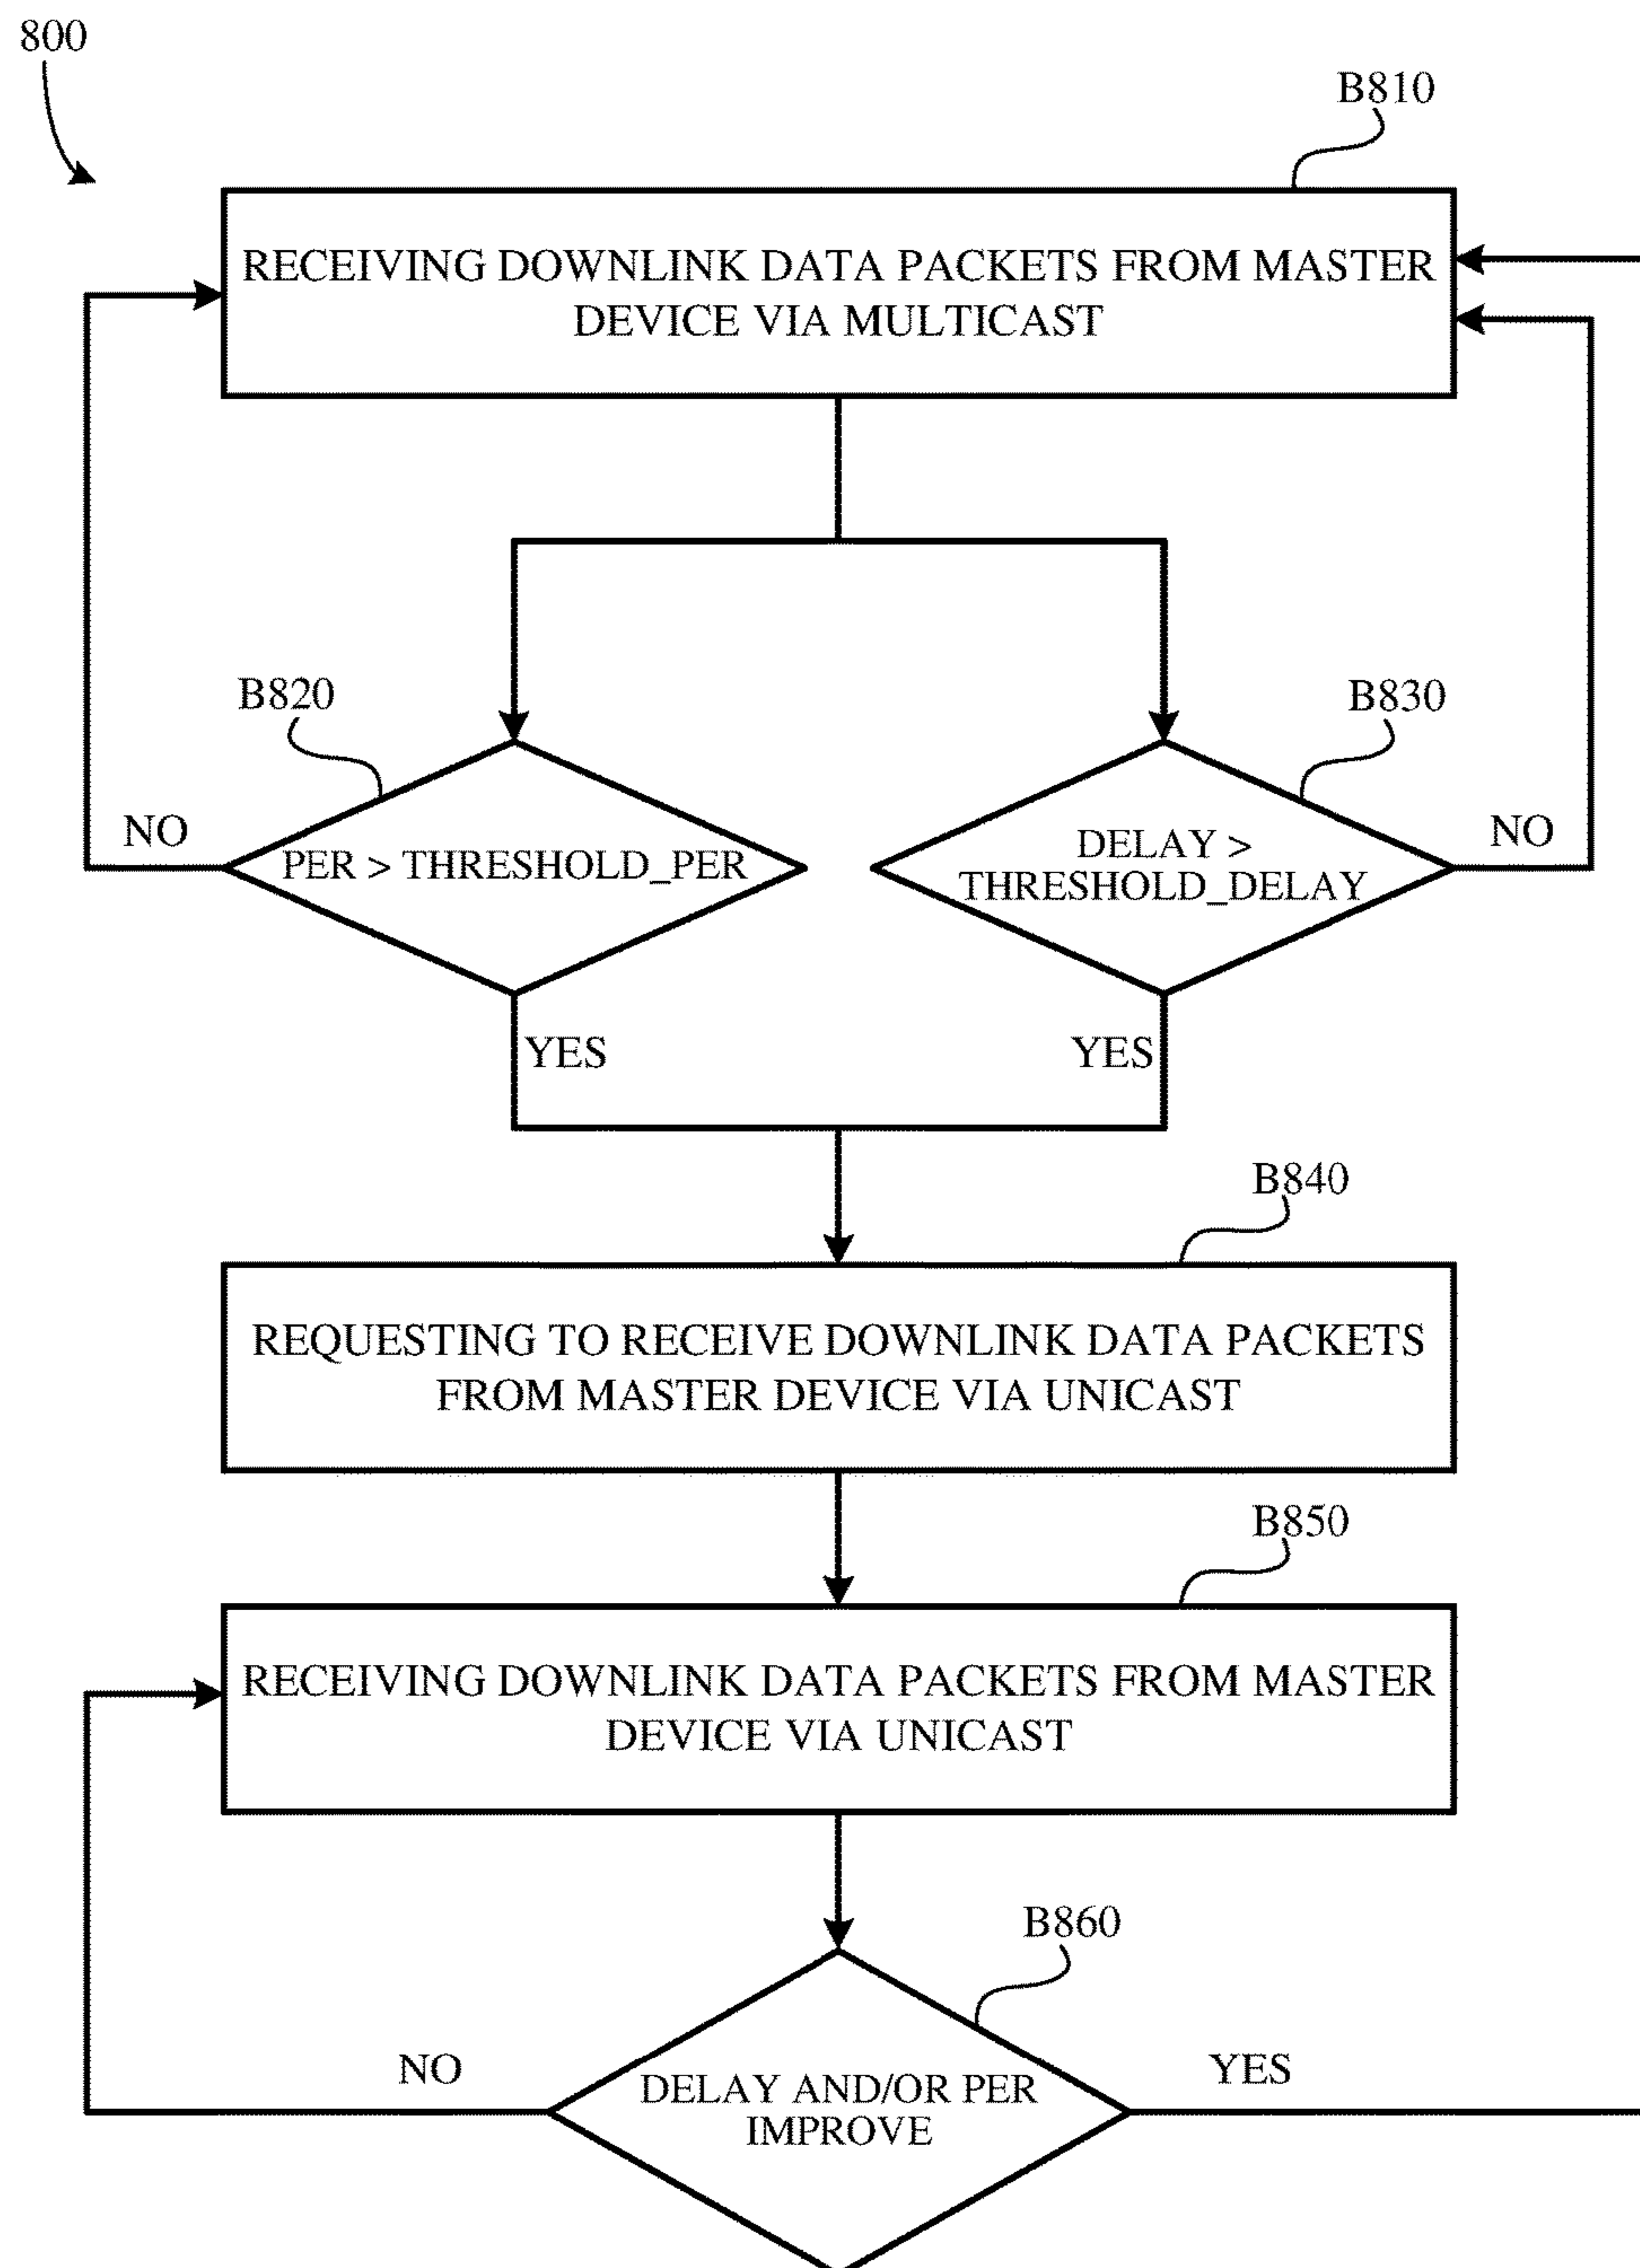 800
B810
RECEIVING DOWNLINK DATA PACKETS FROM MASTER
DEVICE VIA MULTICAST
B820
B830
NO
PER > THRESHOLD_PER
DELAY >
THRESHOLD_DELAY
NO
YES
YES
B840
REQUESTING TO RECEIVE DOWNLINK DATA PACKETS
FROM MASTER DEVICE VIA UNICAST
B850
RECEIVING DOWNLINK DATA PACKETS FROM MASTER
DEVICE VIA UNICAST
B860
NO
DELAY AND/OR PER
IMPROVE
YES